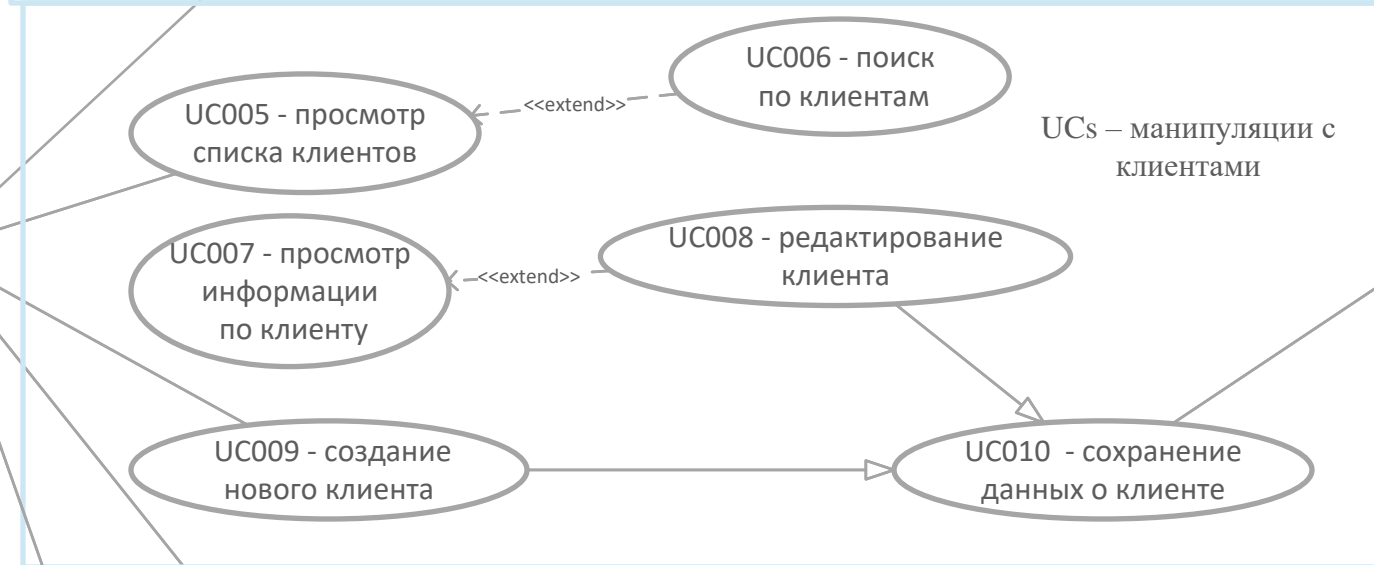 UC006 - поиск
по клиентам
UC005 - просмотр
списка клиентов
<<extend>>
UCs – манипуляции с
клиентами
UC007 - просмотр
информации
по клиенту
<<extend>>
UC008 - редактирование
клиента
UC009 - создание
нового клиента
UC010 - сохранение
данных о клиенте